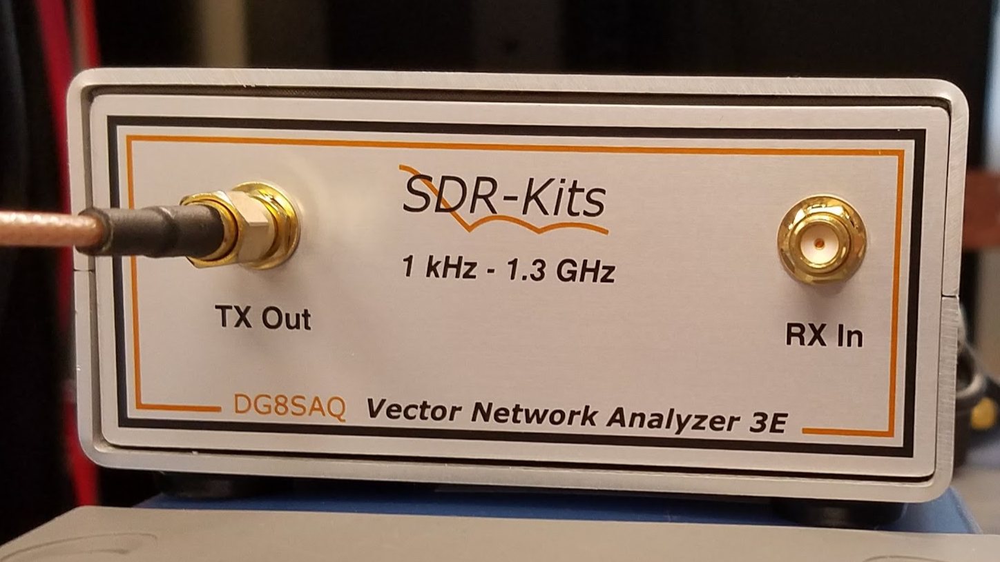 SDR-Kits
1 kHz - 1.3 GHz
TX Out
RX In
DG8SAQ Vector Network Analyzer 3E